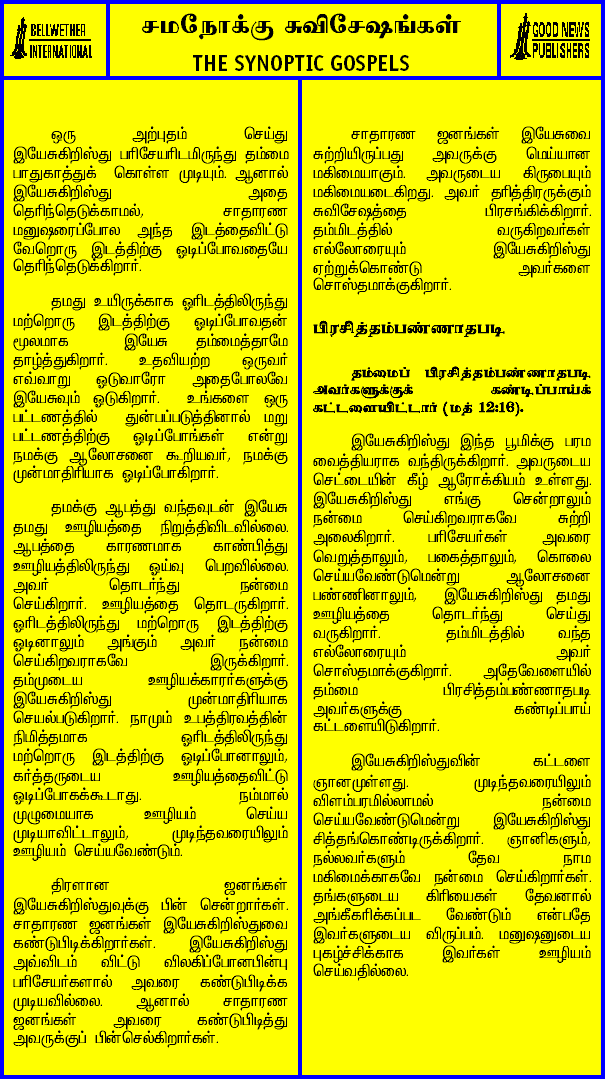 BELLWETHER
INTERNATIONAL
சமநோக்கு சுவிசேஷங்கள்
THE SYNOPTIC GOSPELS
GOOD NEWS
PUBLISHERS
ஒரு அற்புதம் செய்து
இயேசுகிறிஸ்து பரிசேயரிடமிருந்து தம்மை
பாதுகாத்துக் கொள்ள முடியும். ஆனால்
இயேசுகிறிஸ்து அதை
தெரிந்தெடுக்காமல், சாதாரண
மனுஷரைப்போல அந்த இடத்தைவிட்டு
வேறொரு இடத்திற்கு ஓடிப்போவதையே
தெரிந்தெடுக்கிறார்.
தமது உயிருக்காக ஓரிடத்திலிருந்து
மற்றொரு இடத்திற்கு ஓடிப்போவதன்
மூலமாக இயேசு தம்மைத்தாமே
தாழ்த்துகிறார். உதவியற்ற ஒருவர்
எவ்வாறு ஓடுவாரோ அதைபோலவே
இயேசுவும் ஓடுகிறார். உங்களை ஒரு
பட்டணத்தில் துன்பப்படுத்தினால் மறு
பட்டணத்திற்கு ஓடிப்போங்கள் என்று
நமக்கு ஆலோசனை கூறியவர், நமக்கு
முன்மாதிரியாக ஓடிப்போகிறார்.
தமக்கு ஆபத்து வந்தவுடன் இயேசு
தமது ஊழியத்தை நிறுத்திவிடவில்லை.
ஆபத்தை காரணமாக காண்பித்து
ஊழியத்திலிருந்து ஓய்வு பெறவில்லை.
அவர் தொடர்ந்து நன்மை
செய்கிறார். ஊழியத்தை தொடருகிறார்.
ஓரிடத்திலிருந்து மற்றொரு இடத்திற்கு
ஓடினாலும் அங்கும் அவர் நன்மை
செய்கிறவராகவே இருக்கிறார்.
தம்முடைய ஊழியக்காரர்களுக்கு
இயேசுகிறிஸ்து முன்மாதிரியாக
செயல்படுகிறார். நாமும் உபத்திரவத்தின்
நிமித்தமாக ஓரிடத்திலிருந்து
மற்றொரு இடத்திற்கு ஓடிப்போனாலும்,
கர்த்தருடைய ஊழியத்தைவிட்டு
ஓடிப்போகக்கூடாது. நம்மால்
முழுமையாக ஊழியம் செய்ய
முடியாவிட்டாலும், முடிந்தவரையிலும்
ஊழியம் செய்யவேண்டும்.
திரளான ஜனங்கள்
இயேசுகிறிஸ்துவுக்கு பின் சென்றார்கள்.
சாதாரண ஜனங்கள் இயேசுகிறிஸ்துவை
கண்டுபிடிக்கிறார்கள். இயேசுகிறிஸ்து
அவ்விடம் விட்டு விலகிப்போனபின்பு
பரிசேயர்களால் அவரை கண்டுபிடிக்க
முடியவில்லை. ஆனால் சாதாரண
ஜனங்கள் அவரை கண்டுபிடித்து
அவருக்குப் பின்செல்கிறார்கள்.
சாதாரண ஜனங்கள் இயேசுவை
சுற்றியிருப்பது அவருக்கு மெய்யான
மகிமையாகும். அவருடைய கிருபையும்
மகிமையடைகிறது. அவர் தரித்திரருக்கும்
சுவிசேஷத்தை பிரசங்கிக்கிறார்.
தம்மிடத்தில் வருகிறவர்கள்
எல்லோரையும் இயேசுகிறிஸ்து
ஏற்றுக்கொண்டு அவர்களை
சொஸ்தமாக்குகிறார்.
பிரசித்தம்பண்ணாதபடி
தம்மைப் பிரசித்தம்பண்ணாதபடி
அவர்களுக்குக் கண்டிப்பாய்க்
கட்டளையிட்டார் (மத் 12:16).
இயேசுகிறிஸ்து இந்த பூமிக்கு பரம
வைத்தியராக வந்திருக்கிறார். அவருடைய
செட்டையின் கீழ் ஆரோக்கியம் உள்ளது.
இயேசுகிறிஸ்து எங்கு சென்றாலும்
நன்மை செய்கிறவராகவே சுற்றி
அலைகிறார். பரிசேயர்கள் அவரை
வெறுத்தாலும், பகைத்தாலும், கொலை
செய்யவேண்டுமென்று ஆலோசனை
பண்ணினாலும், இயேசுகிறிஸ்து தமது
ஊழியத்தை தொடர்ந்து செய்து
வருகிறார். தம்மிடத்தில் வந்த
எல்லோரையும் அவர்
சொஸ்தமாக்குகிறார். அதேவேளையில்
தம்மை பிரசித்தம்பண்ணாதபடி
அவர்களுக்கு கண்டிப்பாய்
கட்டளையிடுகிறார்.
இயேசுகிறிஸ்துவின் கட்டளை
ஞானமுள்ளது. முடிந்தவரையிலும்
விளம்பரமில்லாமல் நன்மை
செய்யவேண்டுமென்று இயேசுகிறிஸ்து
சித்தங்கொண்டிருக்கிறார். ஞானிகளும்,
நல்லவர்களும் தேவ நாம
மகிமைக்காகவே நன்மை செய்கிறார்கள்.
தங்களுடைய கிரியைகள் தேவனால்
அங்கீகரிக்கப்பட வேண்டும் என்பதே
இவர்களுடைய விருப்பம். மனுஷனுடைய
புகழ்ச்சிக்காக இவர்கள் ஊழியம்
செய்வதில்லை.